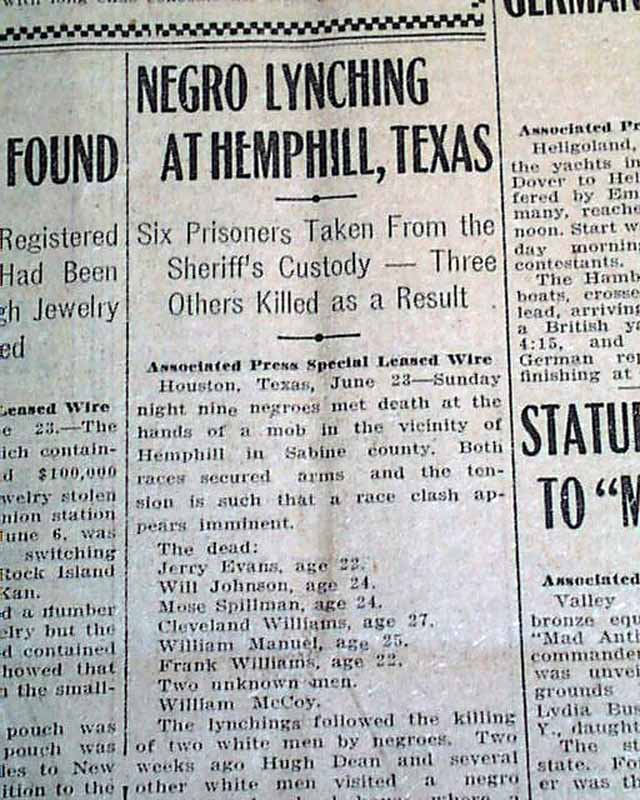 FOUND
Registered
Had Been
gh Jewelry
ed
Leased Wire
e 23.—The
ich contain-
d $100,000
welry stolen
nion station
June 6, was
switching
Rock Island
Kan.
d a number
elry but the
d contained
howed that
n the small-
pouch was
pouch was
les to New
ition to the
NEGRO LYNCHING
AT HEMPHILL, TEXAS
Six Prisoners Taken From the
Sheriff's Custody — Three
Others Killed as a Result
Associated Press Special Leased Wire
Houston, Texas, June 23—Sunday
night nine negroes met death at the
hands of a mob in the vicinity of
Hemphill in Sabine county. Both
races secured arms and the ten-
sion is such that a race clash ap-
pears imminent.
The dead:
Jerry Evans, age 22.
Will Johnson, age 24.
Mose Spillman, age 24.
Cleveland Williams, age 27.
William Manuel, age 25.
Frank Williams, age 22.
Two unknown men.
William McCoy.
The lynchings followed the killing
of two white men by negroes. Two
weeks ago Hugh Dean and several
other white men visited a negro
GERMAN
Associated Pr
Heligoland,
the yachts in
Dover to Hel
fered by Em
many, reache
noon. Start w
day mornin
contestants.
The Hamb
boats, crosse
lead, arriving
a British ya
4:15, and
German rep
finishing at
STATUE
TO "M
Associated
Valley
bronze equ
"Mad Anth
commander
was unvei
grounds
Lydia Bus
Y., daught
The st
state. For
er was th